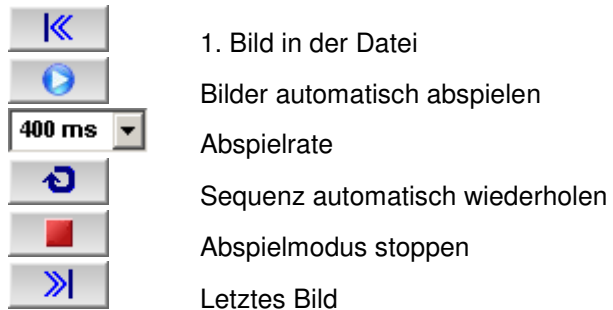 1. Bild in der Datei
Bilder automatisch abspielen
400 ms
Abspielrate
Sequenz automatisch wiederholen
Abspielmodus stoppen
Letztes Bild